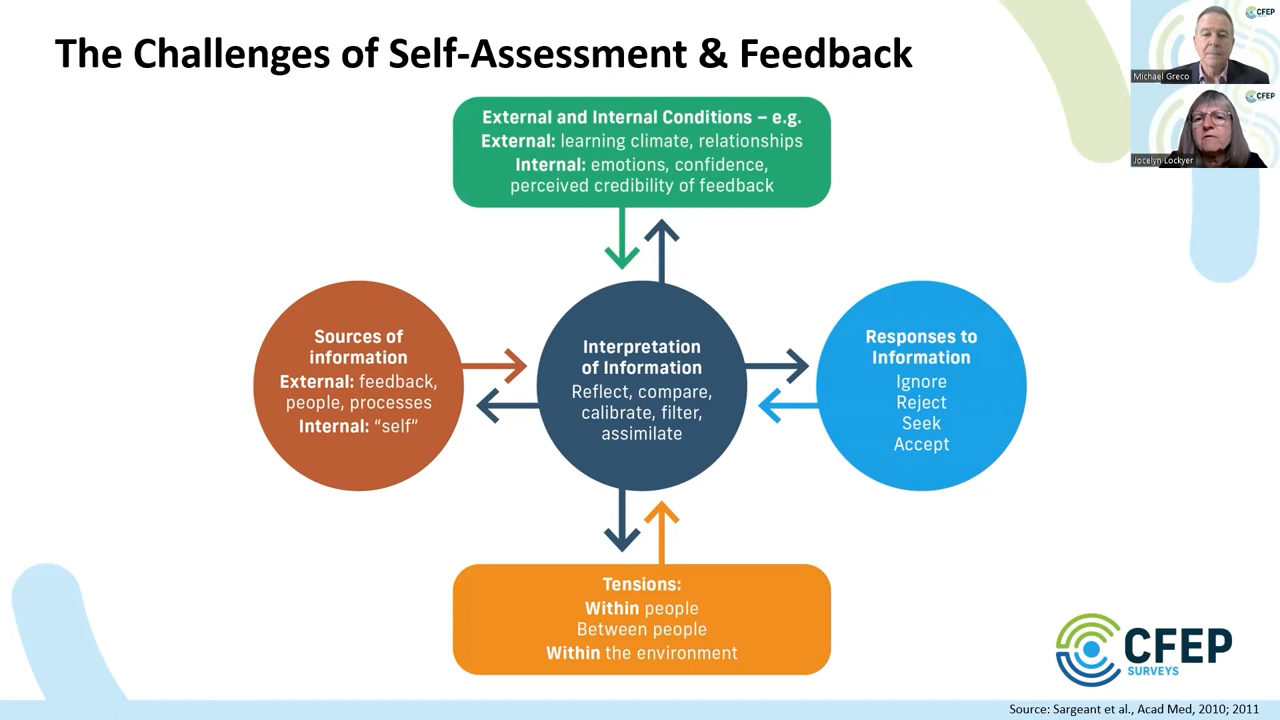 The Challenges of Self-Assessment & Feedback
CFEP
Michael Greco
CFEP
Jocelyn Lockyer
External and Internal Conditions – e.g.
External: learning climate, relationships
Internal: emotions, confidence,
perceived credibility of feedback
Sources of
information
External: feedback,
people, processes
Internal: “self”
Interpretation
of Information
Reflect, compare,
calibrate, filter,
assimilate
Responses to
Information
Ignore
Reject
Seek
Accept
Tensions:
Within people
Between people
Within the environment
CFEP
SURVEYS
Source: Sargeant et al., Acad Med, 2010; 2011